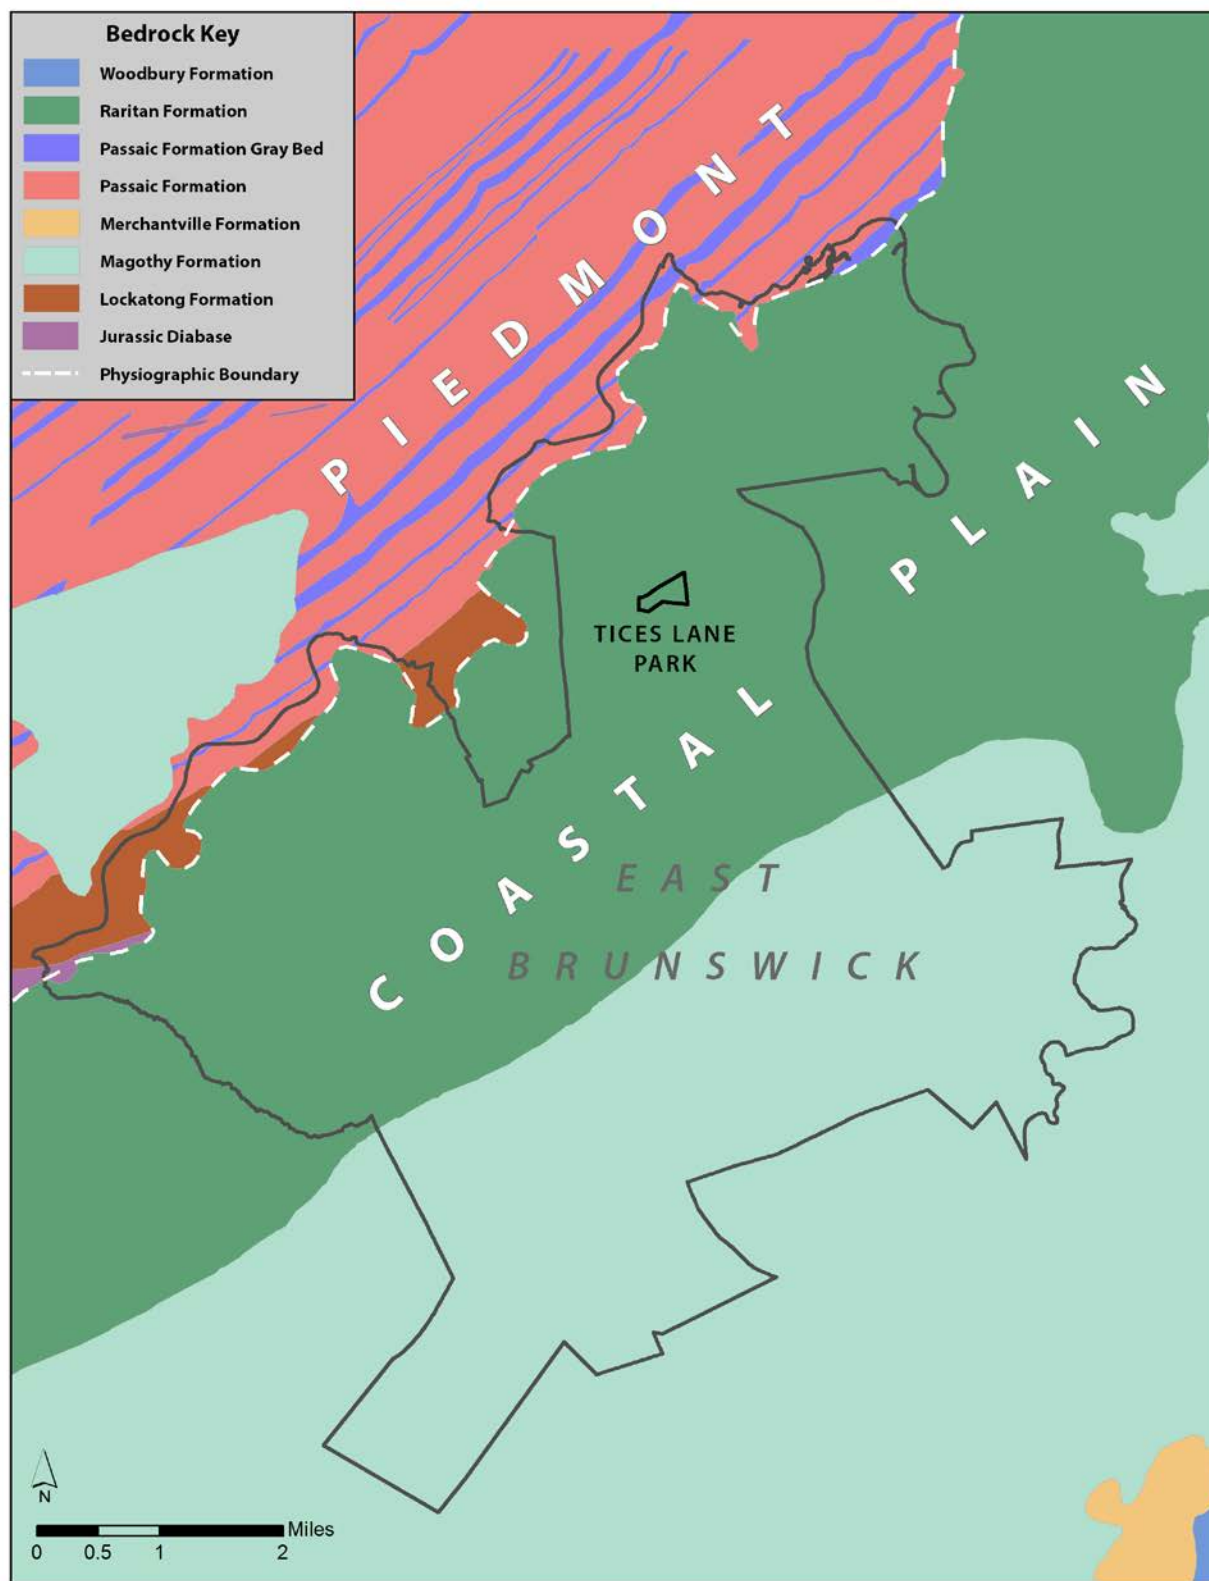 Bedrock Key
Woodbury Formation
Raritan Formation
Passaic Formation Gray Bed
Passaic Formation
Merchantville Formation
Magothy Formation
Lockatong Formation
Jurassic Diabase
Physiographic Boundary
PIEDMONT
COASTAL PLAIN
TICES LANE
PARK
EAST
BRUNSWICK
N
Miles
0 0.5 1 2